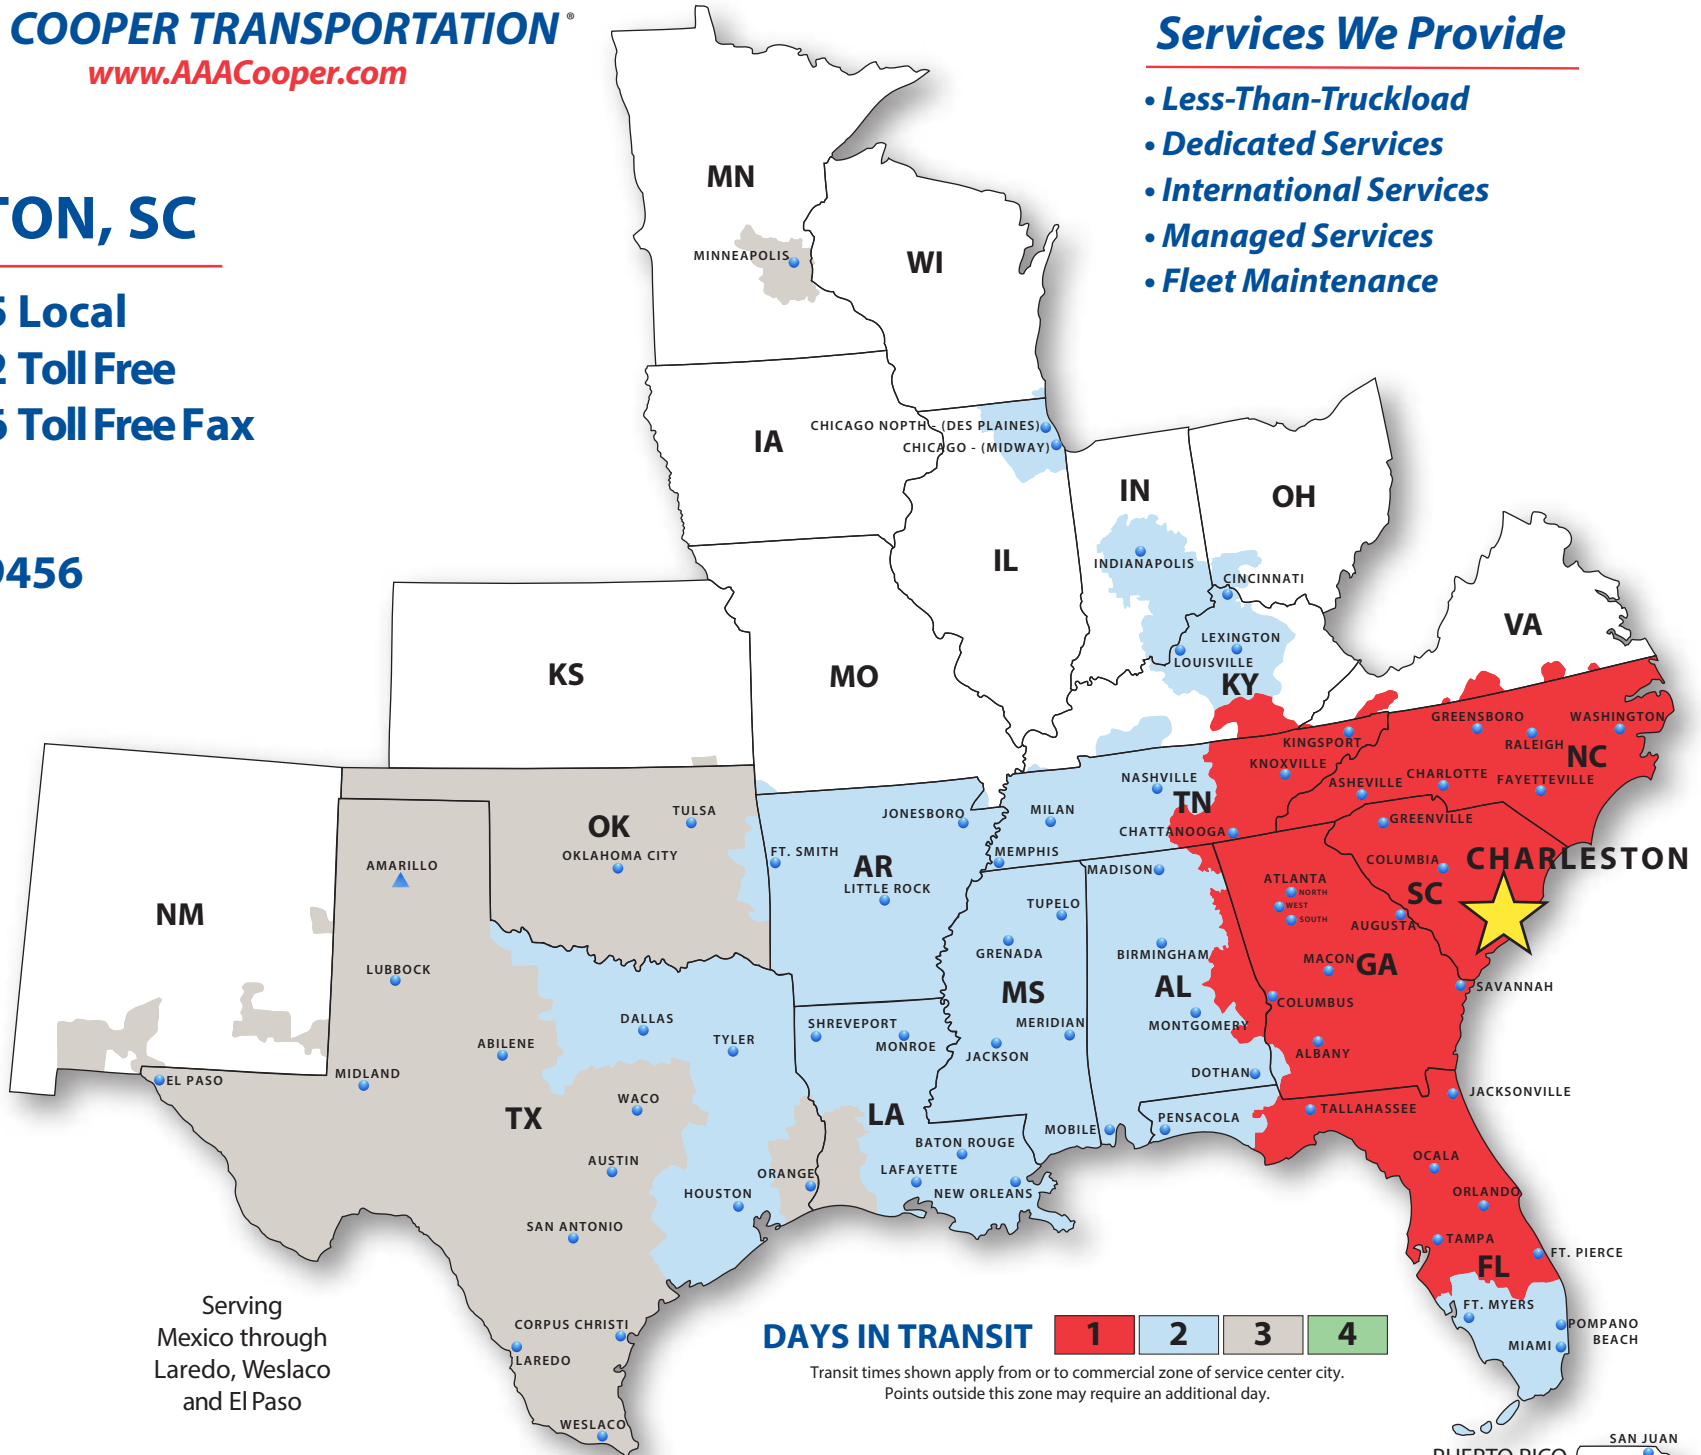 COOPER TRANSPORTATION®
www.AAACooper.com
TON, SC
5 Local
2 Toll Free
5 Toll Free Fax
9456
Services We Provide
• Less-Than-Truckload
• Dedicated Services
• International Services
• Managed Services
• Fleet Maintenance
MN
MINNEAPOLIS
WI
IA
CHICAGO NOPTH - (DES PLAINES)
CHICAGO - (MIDWAY)
IN
OH
IL
INDIANAPOLIS
CINCINNATI
VA
LEXINGTON
LOUISVILLE
KY
KS
MO
GREENSBORO
WASHINGTON
RALEIGH
NC
KINGSPORT
KNOXVILLE
ASHEVILLE
CHARLOTTE
FAYETTEVILLE
NASHVILLE
TN
MILAN
CHATTANOOGA
GREENVILLE
MEMPHIS
MADISON
COLUMBIA
CHARLESTON
SC
AUGUSTA
ATLANTA
NORTH
WEST
SOUTH
OK
TULSA
OKLAHOMA CITY
JONESBORO
FT. SMITH
AR
LITTLE ROCK
AMARILLO
NM
LUBBOCK
TUPELO
GRENADA
BIRMINGHAM
MACON
GA
MS
AL
SAVANNAH
COLUMBUS
MERIDIAN
MONTGOMERY
JACKSON
ALBANY
DOTHAN
DALLAS
TYLER
SHREVEPORT
MONROE
ABILENE
MIDLAND
EL PASO
WACO
TX
LA
JACKSONVILLE
TALLAHASSEE
PENSACOLA
MOBILE
BATON ROUGE
LAFAYETTE
NEW ORLEANS
AUSTIN
ORANGE
HOUSTON
SAN ANTONIO
OCALA
ORLANDO
TAMPA
FT. PIERCE
FL
FT. MYERS
POMPANO
BEACH
MIAMI
CORPUS CHRISTI
LAREDO
WESLACO
Serving
Mexico through
Laredo, Weslaco
and El Paso
DAYS IN TRANSIT 1 2 3 4
Transit times shown apply from or to commercial zone of service center city.
Points outside this zone may require an additional day.
SAN JUAN
PUERTO RICO